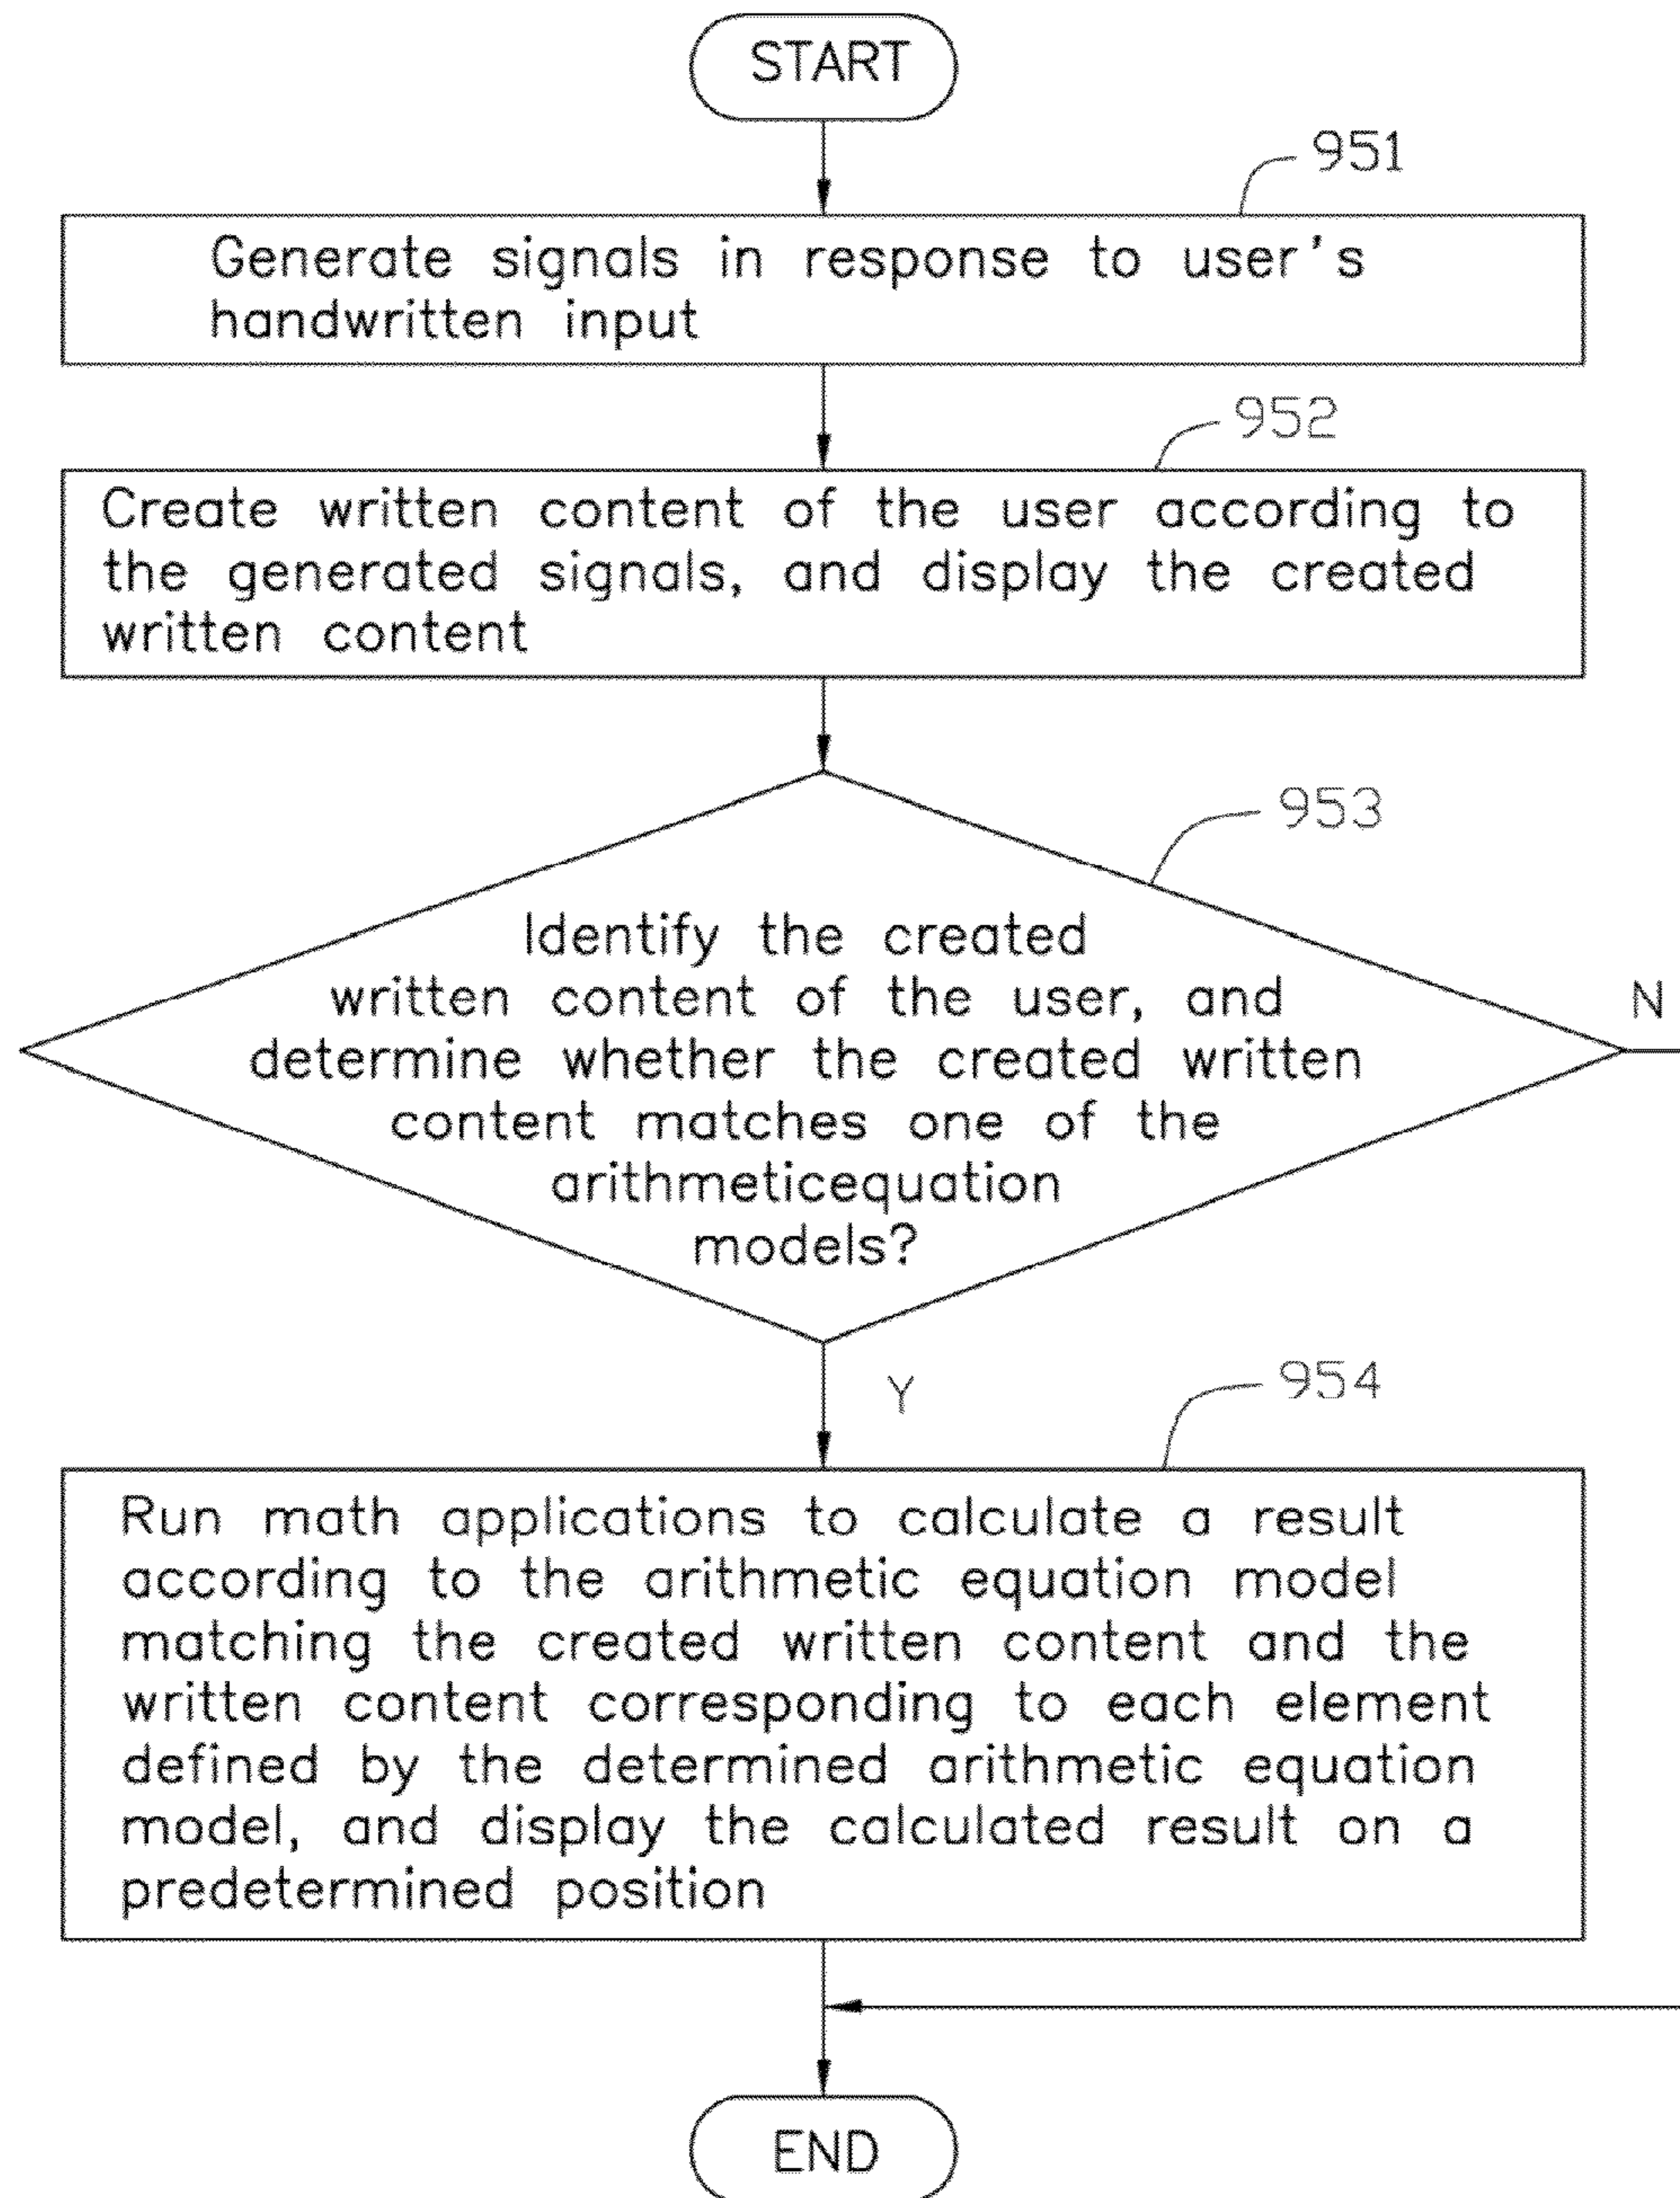 START
951
Generate signals in response to user's
handwritten input
952
Create written content of the user according to
the generated signals, and display the created
written content
953
Identify the created
written content of the user, and
determine whether the created written
content matches one of the
arithmeticequation
models?
N
Y
954
Run math applications to calculate a result
according to the arithmetic equation model
matching the created written content and the
written content corresponding to each element
defined by the determined arithmetic equation
model, and display the calculated result on a
predetermined position
END